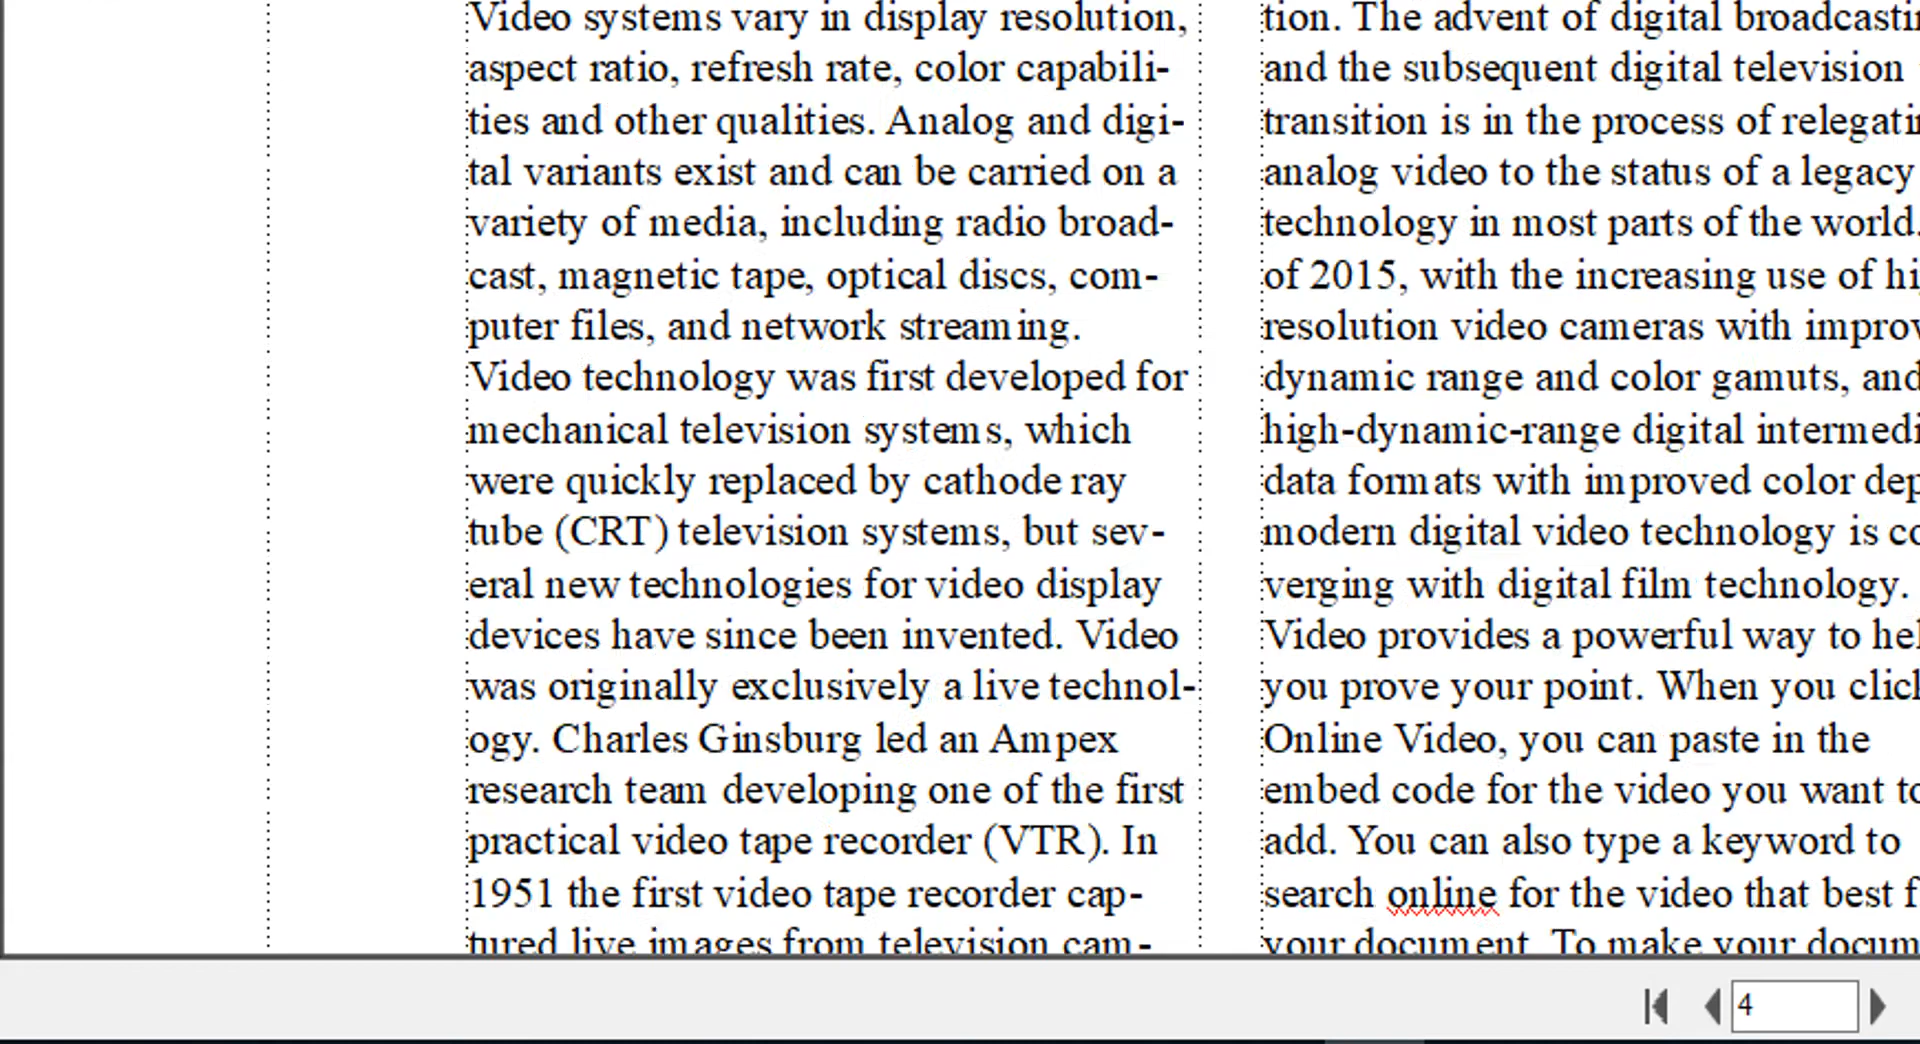 Video systems vary in display resolution,
aspect ratio, refresh rate, color capabili-
ties and other qualities. Analog and digi-
tal variants exist and can be carried on a
variety of media, including radio broad-
cast, magnetic tape, optical discs, com-
puter files, and network streaming.
Video technology was first developed for
mechanical television systems, which
were quickly replaced by cathode ray
tube (CRT) television systems, but sev-
eral new technologies for video display
devices have since been invented. Video
was originally exclusively a live technol-
ogy. Charles Ginsburg led an Ampex
research team developing one of the first
practical video tape recorder (VTR). In
1951 the first video tape recorder cap-
tured live images from television cam-
tion. The advent of digital
and the subsequent digital television
transition is in the process of
analog video to the status of a legacy
technology in most parts of the world.
of 2015, with the increasing use of
resolution video cameras with
dynamic range and color gamuts, and
high-dynamic-range digital
data formats with improved color
modern digital video technology is
verging with digital film technology.
Video provides a powerful way to
you prove your point. When you
Online Video, you can paste in the
embed code for the video you want to
add. You can also type a keyword to
search online for the video that best
your document. To make your
4